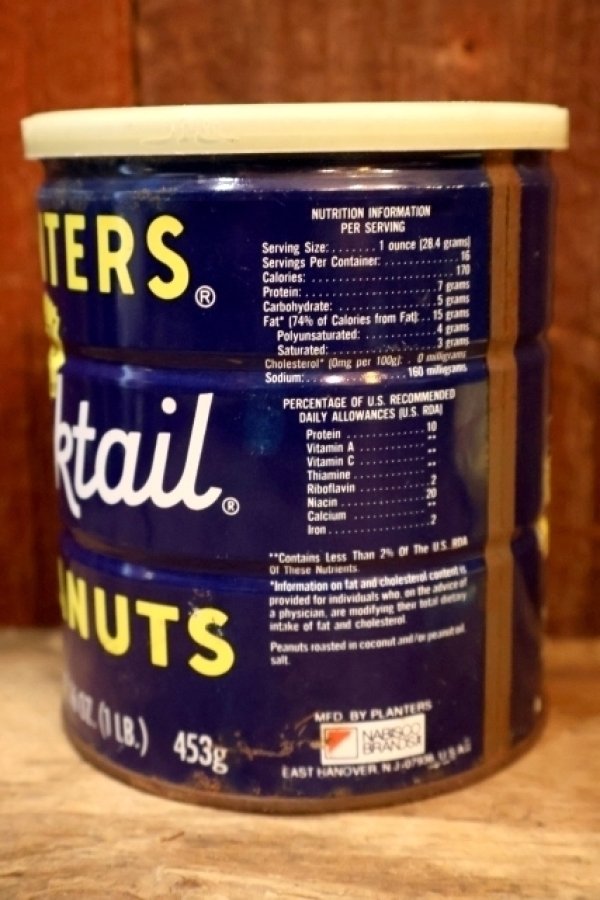 TERS®
ktail®
NUTS
OZ. (1 LB.) 453g
NUTRITION INFORMATION
PER SERVING
Serving Size: ........ 1 ounce (28.4 grams)
Servings Per Container: ............ 16
Calories: ............ 170
Protein: ............ 7 grams
Carbohydrate: ............ 5 grams
Fat* (74% of Calories from Fat): .. 15 grams
Polyunsaturated: ............ 4 grams
Saturated: ............ 3 grams
Cholesterol* (0mg per 100g): . 0 milligrams
Sodium: ............ 160 milligrams
PERCENTAGE OF U.S. RECOMMENDED
DAILY ALLOWANCES (U.S. RDA)
Protein ............ 10
Vitamin A ............ **
Vitamin C ............ **
Thiamine ............ **
Riboflavin ............ 2
Niacin ............ 20
Calcium ............ **
Iron ............ 2
**Contains Less Than 2% Of The U.S. RDA
Of These Nutrients.
*Information on fat and cholesterol content is
provided for individuals who, on the advice of
a physician, are modifying their total dietary
intake of fat and cholesterol.
Peanuts roasted in coconut and/or peanut oil,
salt.
MFD. BY PLANTERS
NABISCO
BRANDS
EAST HANOVER, N.J. U.S.A.